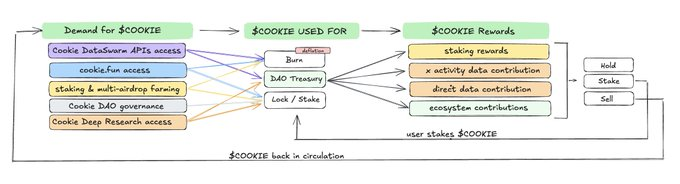 Demand for $COOKIE
$COOKIE USED FOR
$COOKIE Rewards
Cookie DataSwarm APIs access
cookie.fun access
staking & multi-airdrop farming
Cookie DAO governance
Cookie Deep Research access
deflation
Burn
DAO Treasury
Lock / Stake
staking rewards
x activity data contribution
direct data contribution
ecosystem contributions
Hold
Stake
Sell
user stakes $COOKIE
$COOKIE back in circulation